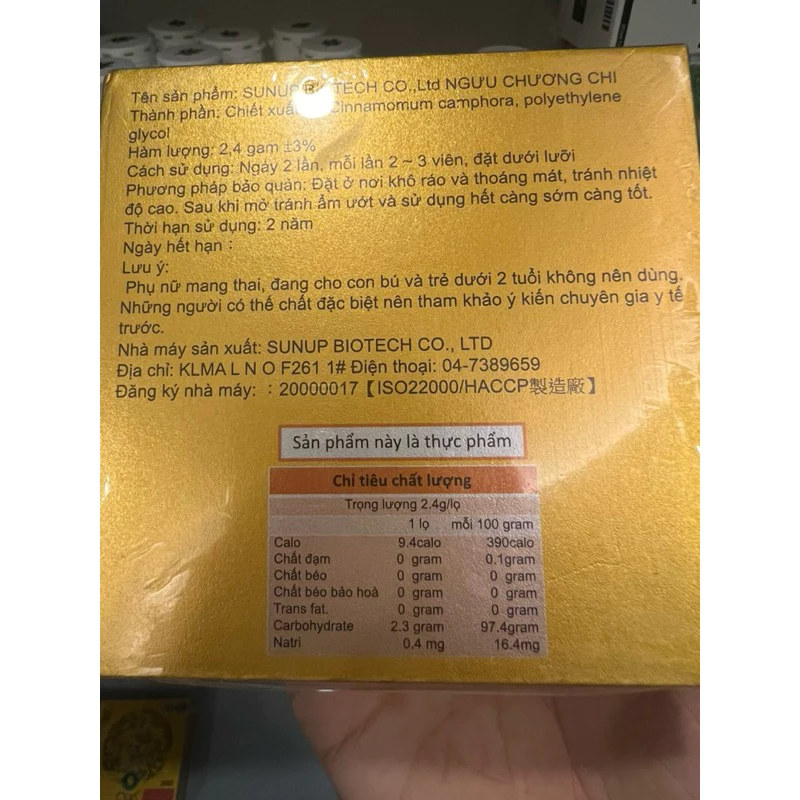 Tên sản phẩm: SUNUP BIOTECH CO.,Ltd NGƯU CHƯƠNG CHI
Thành phần: Chiết xuất Cinnamomum camphora, polyethylene
glycol
Hàm lượng: 2,4 gam ±3%
Cách sử dụng: Ngày 2 lần, mỗi lần 2 ~ 3 viên, đặt dưới lưỡi
Phương pháp bảo quản: Đặt ở nơi khô ráo và thoáng mát, tránh nhiệt
độ cao. Sau khi mở tránh ẩm ướt và sử dụng hết càng sớm càng tốt.
Thời hạn sử dụng: 2 năm
Ngày hết hạn :
Lưu ý:
Phụ nữ mang thai, đang cho con bú và trẻ dưới 2 tuổi không nên dùng.
Những người có thể chất đặc biệt nên tham khảo ý kiến chuyên gia y tế
trước.
Nhà máy sản xuất: SUNUP BIOTECH CO., LTD
Địa chỉ: KLMA L N O F261 1# Điện thoại: 04-7389659
Đăng ký nhà máy: : 20000017【ISO22000/HACCP製造廠】
Sản phẩm này là thực phẩm
Chỉ tiêu chất lượng
Trọng lượng 2.4g/lọ
1 lọ mỗi 100 gram
Calo 9.4calo 390calo
Chất đạm 0 gram 0.1gram
Chất béo 0 gram 0 gram
Chất béo bảo hoà 0 gram 0 gram
Trans fat. 0 gram 0 gram
Carbohydrate 2.3 gram 97.4gram
Natri 0.4 mg 16.4mg